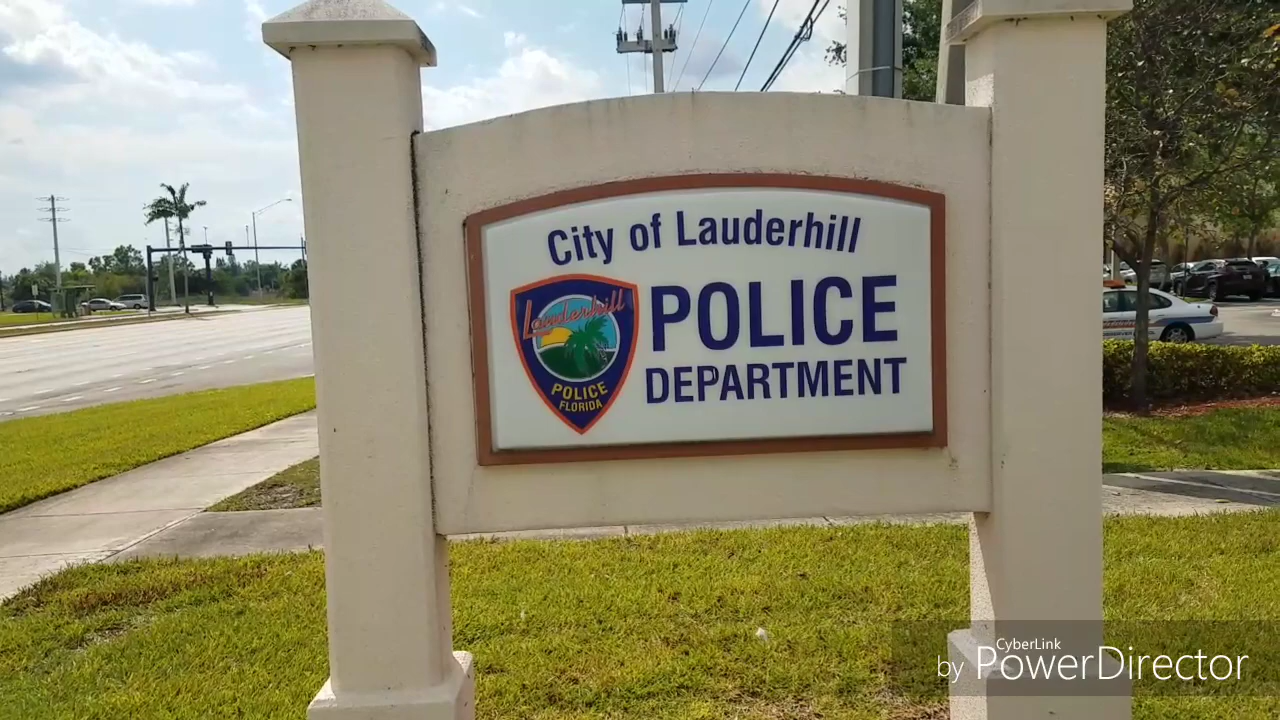 City of Lauderhill
Lauderhill
POLICE
FLORIDA
POLICE
DEPARTMENT
CyberLink
by PowerDirector